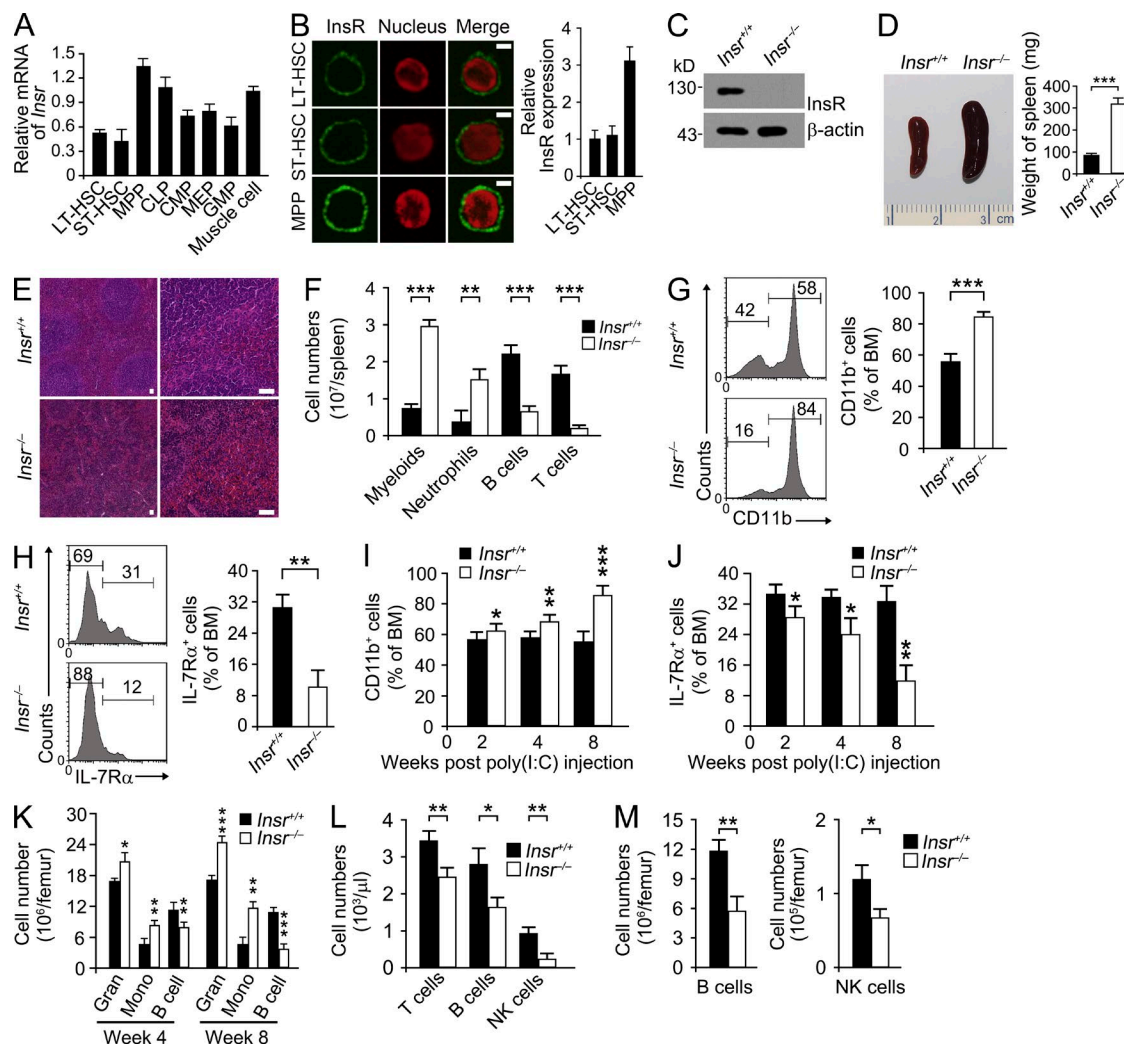 A
Relative mRNA
of Insr
1.5
1.2
0.9
0.6
0.3
0
LT-HSC
ST-HSC
MPP
CLP
CMP
MEP
GMP
Muscle cell
B
InsR Nucleus Merge
LT-HSC
ST-HSC
MPP
Relative
InsR expression
4
3
2
1
0
LT-HSC
ST-HSC
MPP
C
Insr+/+ Insr−/−
kD
130
43
InsR
β-actin
D
Insr+/+ Insr−/−
1 2 3 cm
Weight of spleen (mg)
400
300
200
100
0
***
Insr+/+
Insr−/−
E
Insr+/+
Insr−/−
F
Cell numbers
(10⁷/spleen)
4
3
2
1
0
*** ** *** ***
Insr+/+
Insr−/−
Myeloids
Neutrophils
B cells
T cells
G
Insr+/+
42 58
0
Insr−/−
16 84
0
Counts
CD11b
CD11b+ cells
(% of BM)
100
80
60
40
20
0
***
Insr+/+
Insr−/−
H
Insr+/+
69 31
0
Insr−/−
88 12
0
Counts
IL-7Rα
IL-7Rα+ cells
(% of BM)
40
30
20
10
0
**
Insr+/+
Insr−/−
I
CD11b+ cells
(% of BM)
100
80
60
40
20
0
Insr+/+
Insr−/−
* ** ***
0 2 4 8
Weeks post poly(I:C) injection
J
IL-7Rα+ cells
(% of BM)
45
36
27
18
9
0
Insr+/+
Insr−/−
* * **
0 2 4 8
Weeks post poly(I:C) injection
K
Cell number
(10⁶/femur)
30
24
18
12
6
0
Insr+/+
Insr−/−
* ** ** *** ** ***
Gran
Mono
B cell
Gran
Mono
B cell
Week 4 Week 8
L
Cell numbers
(10³/μl)
4
3
2
1
0
** * **
Insr+/+
Insr−/−
T cells
B cells
NK cells
M
Cell numbers
(10⁶/femur)
15
12
9
6
3
0
**
B cells
Cell numbers
(10⁵/femur)
2
1
0
*
NK cells
Insr+/+
Insr−/−